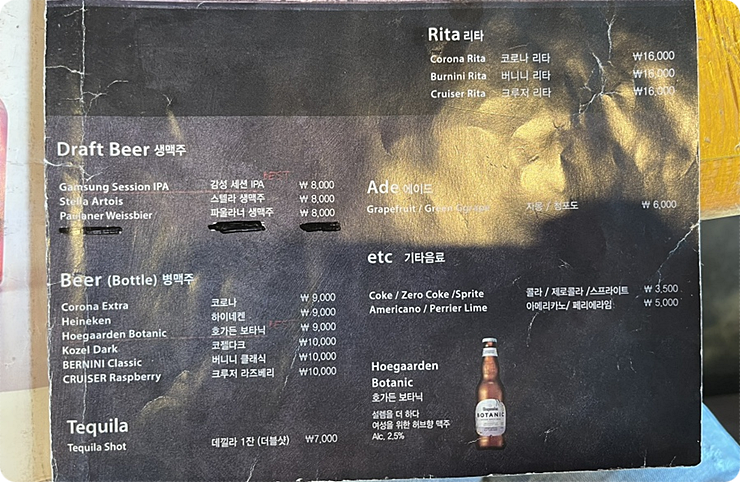 Rita 리타
Corona Rita 코로나 리타 ₩16,000
Burnini Rita 버니니 리타 ₩16,000
Cruiser Rita 크루저 리타 ₩16,000
Draft Beer 생맥주
BEST
Gamsung Session IPA 감성 세션 IPA ₩ 8,000
Stella Artois 스텔라 생맥주 ₩ 8,000
Paulaner Weissbier 파울라너 생맥주 ₩ 8,000
Ade 에이드
Grapefruit / Green Grape 자몽 / 청포도 ₩ 6,000
etc 기타음료
Coke / Zero Coke /Sprite 콜라 / 제로콜라 /스프라이트 ₩ 3,500
Americano / Perrier Lime 아메리카노/ 페리에라임 ₩ 5,000
Beer (Bottle) 병맥주
Corona Extra 코로나 ₩ 9,000
Heineken 하이네켄 ₩ 9,000
Hoegaarden Botanic 호가든 보타닉 ₩ 9,000
Kozel Dark 코젤다크 ₩10,000
BERNINI Classic 버니니 클래식 ₩10,000
CRUISER Raspberry 크루저 라즈베리 ₩10,000
Hoegaarden
Botanic
호가든 보타닉
설렘을 더 하다
여성을 위한 허브향 맥주
Alc, 2.5%
BOTANIC
Tequila
Tequila Shot 데낄라 1잔 (더블샷) ₩7,000